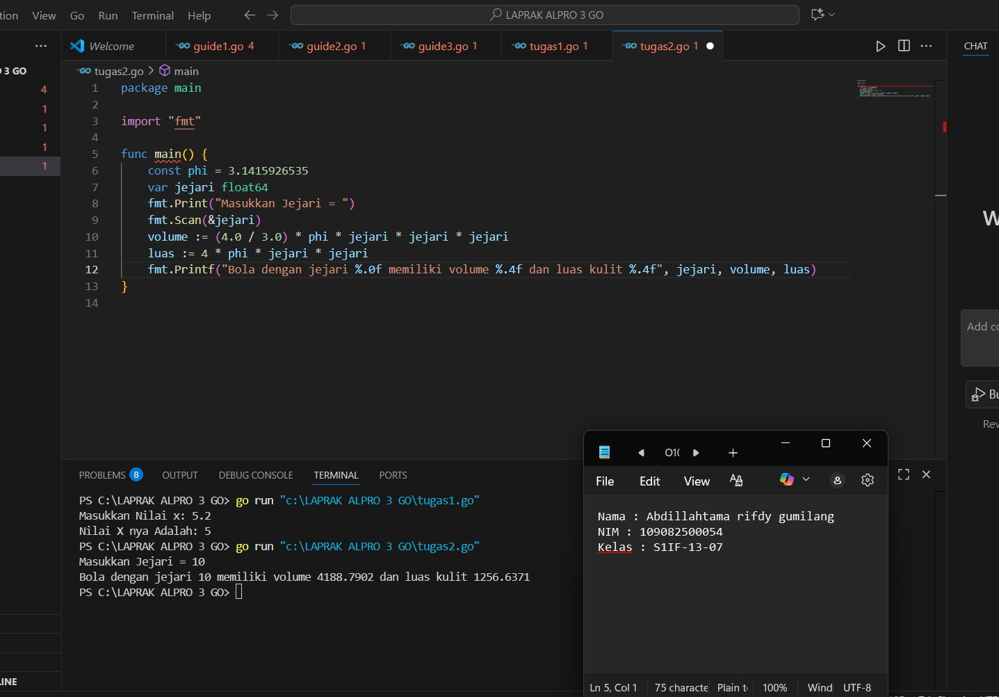 View Go Run Terminal Help
LAPRAK ALPRO 3 GO
Welcome
guide1.go 4
guide2.go 1
guide3.go 1
tugas1.go 1
tugas2.go 1
CHAT
3 GO
4
1
1
1
1
tugas2.go > main
1 package main
2
3 import "fmt"
4
5 func main() {
6 const phi = 3.1415926535
7 var jejari float64
8 fmt.Print("Masukkan Jejari = ")
9 fmt.Scan(&jejari)
10 volume := (4.0 / 3.0) * phi * jejari * jejari * jejari
11 luas := 4 * phi * jejari * jejari
12 fmt.Printf("Bola dengan jejari %.0f memiliki volume %.4f dan luas kulit %.4f", jejari, volume, luas)
13 }
14
PROBLEMS 8 OUTPUT DEBUG CONSOLE TERMINAL PORTS
PS C:\LAPRAK ALPRO 3 GO> go run "c:\LAPRAK ALPRO 3 GO\tugas1.go"
Masukkan Nilai x: 5.2
Nilai X nya Adalah: 5
PS C:\LAPRAK ALPRO 3 GO> go run "c:\LAPRAK ALPRO 3 GO\tugas2.go"
Masukkan Jejari = 10
Bola dengan jejari 10 memiliki volume 4188.7902 dan luas kulit 1256.6371
PS C:\LAPRAK ALPRO 3 GO>
File Edit View
Nama : Abdillahtama rifdy gumilang
NIM : 109082500054
Kelas : S1IF-13-07
Ln 5, Col 1 75 characte Plain t 100% Wind UTF-8
Add co